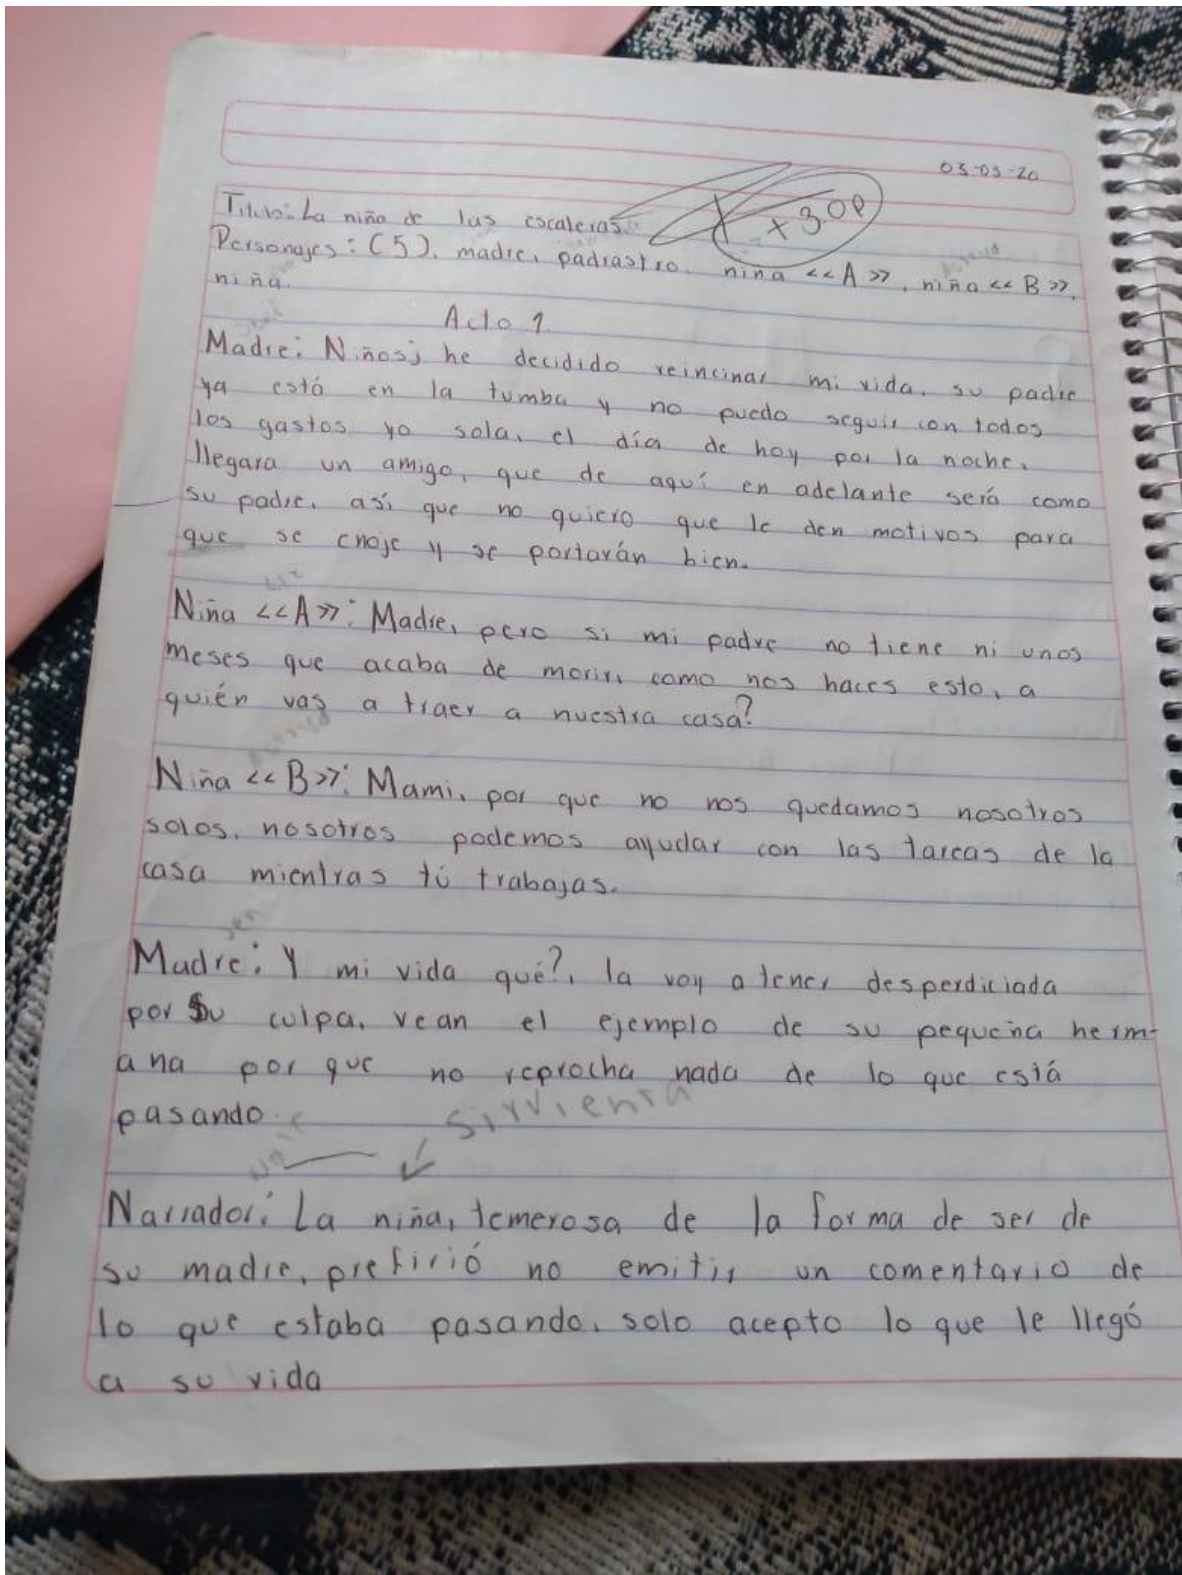 03-03-20
x 3.0P
Titulo: La niña de las escaleras.
Personajes: (5), madre, padrastro, niña <<A>>, niña <<B>>,
niña.
Acto 1.
Madre: Niños; he decidido reincinar mi vida, su padre
ya está en la tumba y no puedo seguir con todos
los gastos yo sola, el día de hoy por la noche,
llegara un amigo, que de aquí en adelante será como
su padre, así que no quiero que le den motivos para
que se enoje y se portarán bien.
Niña <<A>>: Madre, pero si mi padre no tiene ni unos
meses que acaba de morir, como nos haces esto, a
quién vas a traer a nuestra casa?
Niña <<B>>: Mami, por que no nos quedamos nosotros
solos, nosotros podemos ayudar con las tareas de la
casa mientras tú trabajas.
Madre: Y mi vida qué?, la voy a tener desperdiciada
por su culpa, vean el ejemplo de su pequeña herm-
ana por que no reprocha nada de lo que está
pasando.
Sirvienta
Narrador: La niña, temerosa de la forma de ser de
su madre, prefirió no emitir un comentario de
lo que estaba pasando, solo acepto lo que le llegó
a su vida